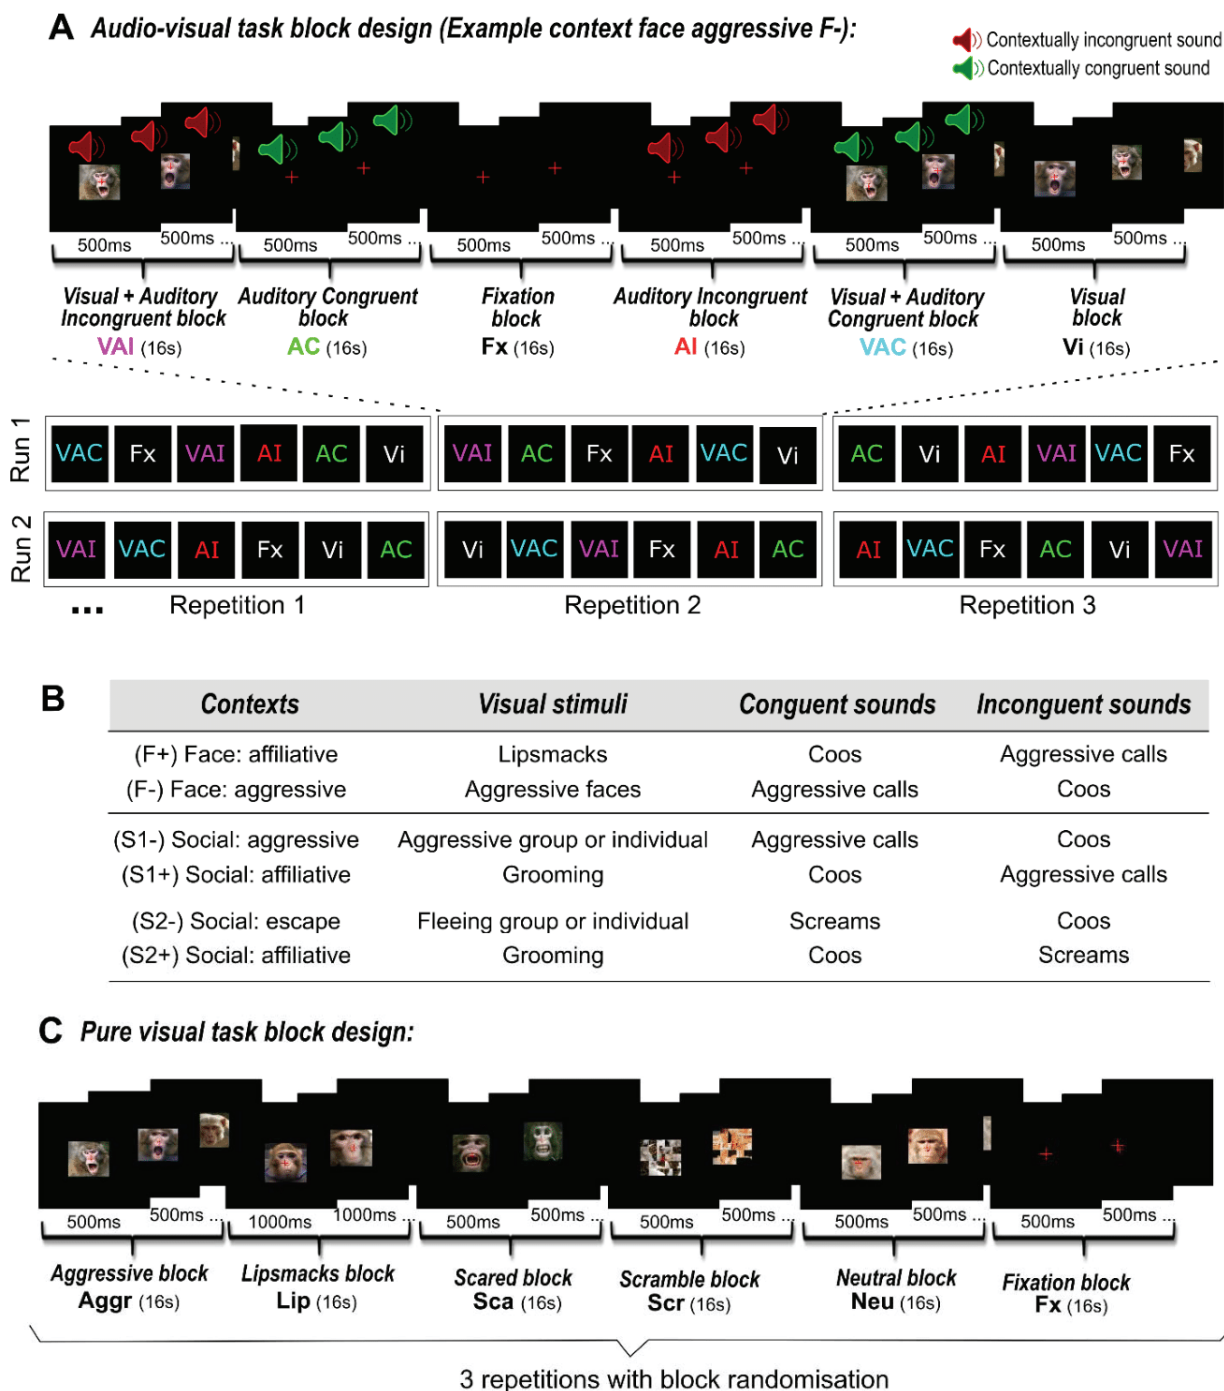 A Audio-visual task block design (Example context face aggressive F-):
Contextually incongruent sound
Contextually congruent sound
500ms 500ms ... 500ms 500ms ... 500ms 500ms ... 500ms 500ms ... 500ms 500ms ... 500ms 500ms ...
Visual + Auditory Incongruent block VAI (16s)
Auditory Congruent block AC (16s)
Fixation block Fx (16s)
Auditory Incongruent block AI (16s)
Visual + Auditory Congruent block VAC (16s)
Visual block Vi (16s)
Run 1
VAC Fx VAI AI AC Vi VAI AC Fx AI VAC Vi AC Vi AI VAI VAC Fx
Run 2
VAI VAC AI Fx Vi AC Vi VAC VAI Fx AI AC AI VAC Fx AC Vi VAI
... Repetition 1 Repetition 2 Repetition 3
B Contexts Visual stimuli Conguent sounds Inconguent sounds
(F+) Face: affiliative Lipsmacks Coos Aggressive calls
(F-) Face: aggressive Aggressive faces Aggressive calls Coos
(S1-) Social: aggressive Aggressive group or individual Aggressive calls Coos
(S1+) Social: affiliative Grooming Coos Aggressive calls
(S2-) Social: escape Fleeing group or individual Screams Coos
(S2+) Social: affiliative Grooming Coos Screams
C Pure visual task block design:
500ms 500ms ... 1000ms 1000ms ... 500ms 500ms ... 500ms 500ms ... 500ms 500ms ... 500ms 500ms ...
Aggressive block Lipsmacks block Scared block Scramble block Neutral block Fixation block
Aggr (16s) Lip (16s) Sca (16s) Scr (16s) Neu (16s) Fx (16s)
3 repetitions with block randomisation